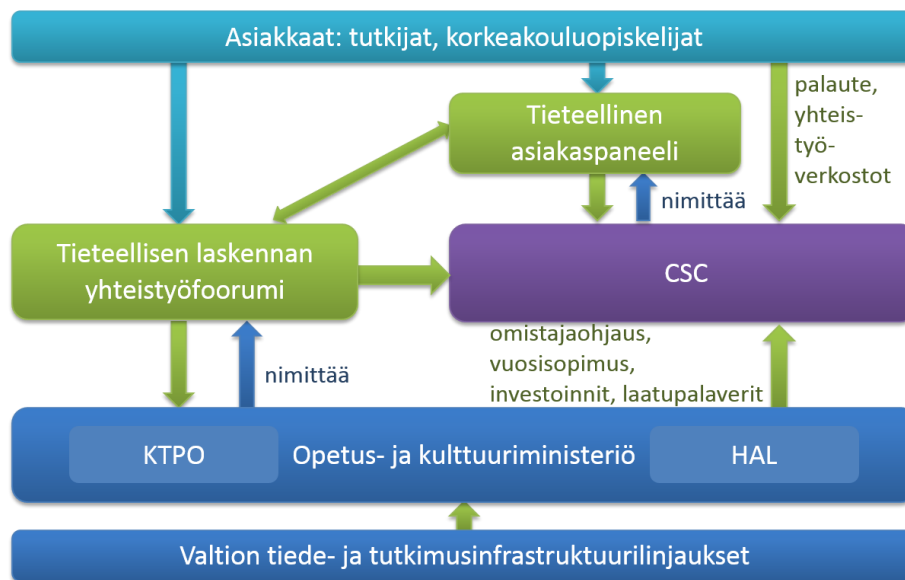 Asiakkaat: tutkijat, korkeakouluopiskelijat
palaute,
yhteis-
työ-
verkostot
Tieteellinen
asiakaspaneeli
nimittää
Tieteellisen laskennan
yhteistyöfoorumi
CSC
omistajaohjaus,
vuosisopimus,
investoinnit, laatupalaverit
nimittää
KTPO
Opetus- ja kulttuuriministeriö
HAL
Valtion tiede- ja tutkimusinfrastruktuurilinjaukset